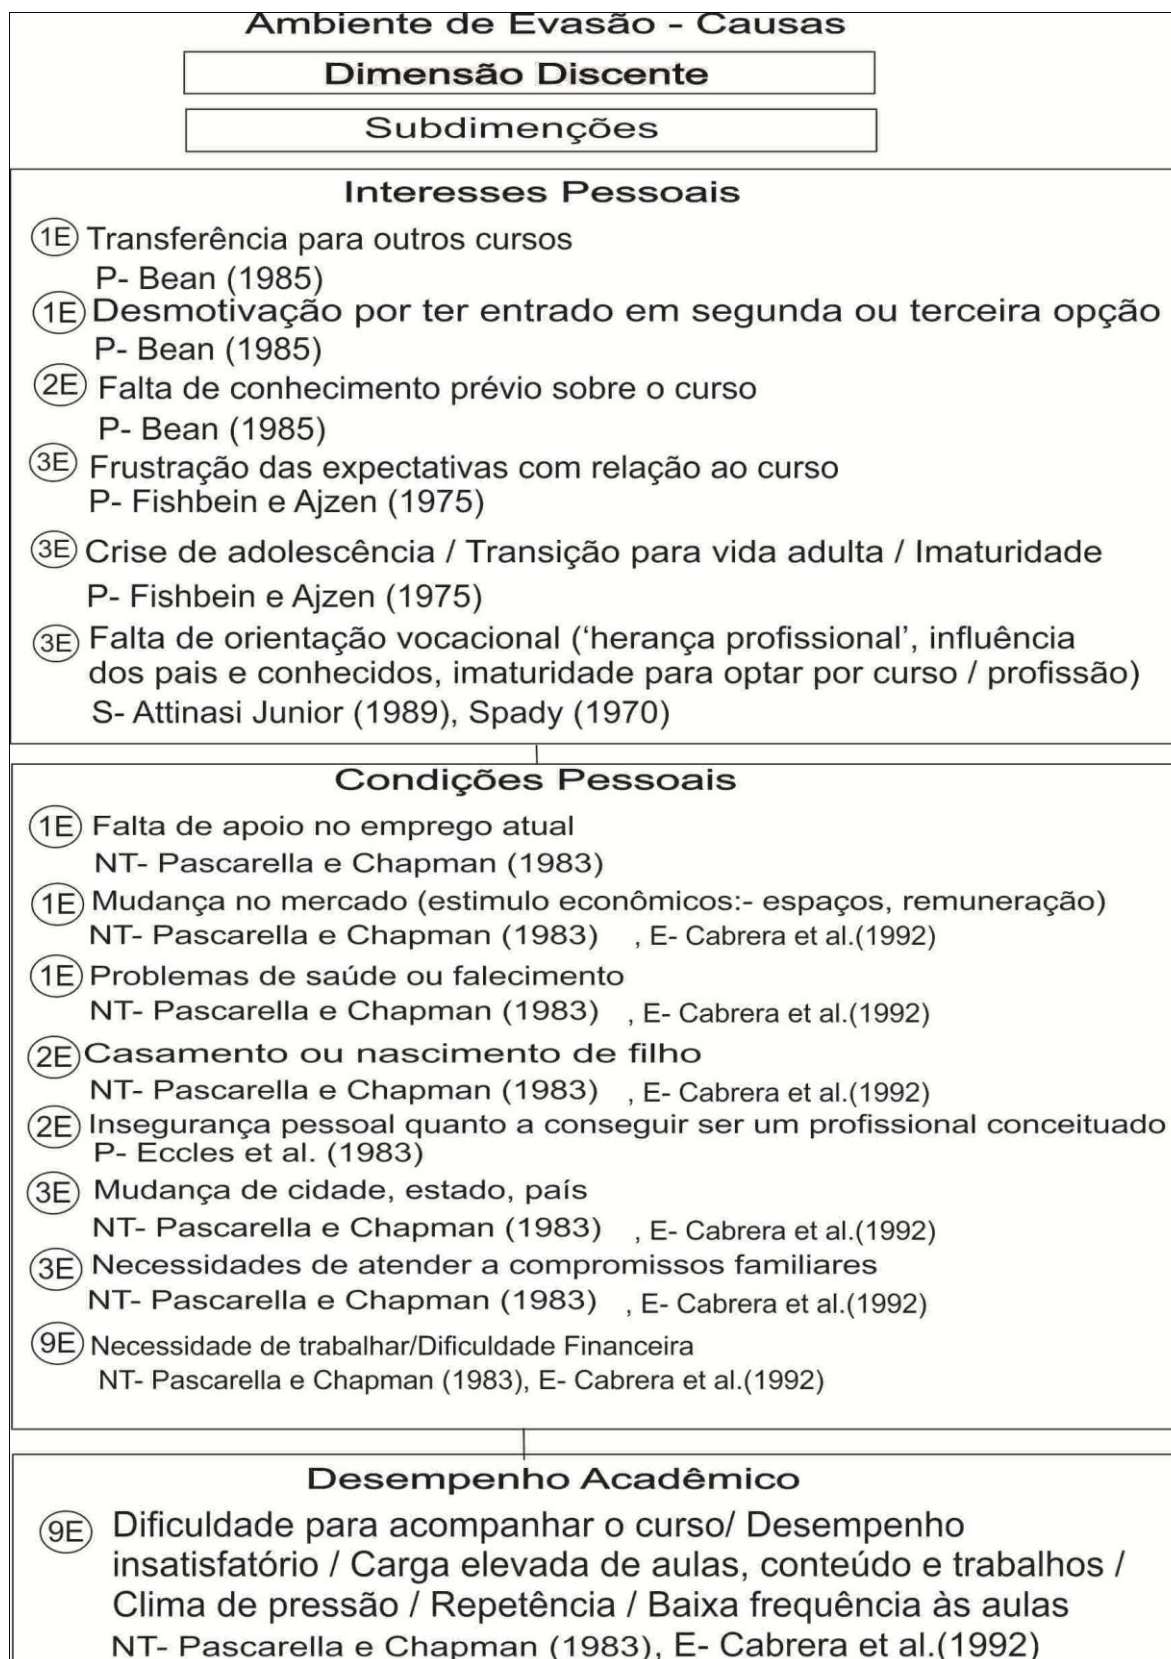 Ambiente de Evasão - Causas
Dimensão Discente
Subdimenções
Interesses Pessoais
1E Transferência para outros cursos
P- Bean (1985)
1E Desmotivação por ter entrado em segunda ou terceira opção
P- Bean (1985)
2E Falta de conhecimento prévio sobre o curso
P- Bean (1985)
3E Frustração das expectativas com relação ao curso
P- Fishbein e Ajzen (1975)
3E Crise de adolescência / Transição para vida adulta / Imaturidade
P- Fishbein e Ajzen (1975)
3E Falta de orientação vocacional (‘herança profissional’, influência
dos pais e conhecidos, imaturidade para optar por curso / profissão)
S- Attinasi Junior (1989), Spady (1970)
Condições Pessoais
1E Falta de apoio no emprego atual
NT- Pascarella e Chapman (1983)
1E Mudança no mercado (estimulo econômicos:- espaços, remuneração)
NT- Pascarella e Chapman (1983) , E- Cabrera et al.(1992)
1E Problemas de saúde ou falecimento
NT- Pascarella e Chapman (1983) , E- Cabrera et al.(1992)
2E Casamento ou nascimento de filho
NT- Pascarella e Chapman (1983) , E- Cabrera et al.(1992)
2E Insegurança pessoal quanto a conseguir ser um profissional conceituado
P- Eccles et al. (1983)
3E Mudança de cidade, estado, país
NT- Pascarella e Chapman (1983) , E- Cabrera et al.(1992)
3E Necessidades de atender a compromissos familiares
NT- Pascarella e Chapman (1983) , E- Cabrera et al.(1992)
9E Necessidade de trabalhar/Dificuldade Financeira
NT- Pascarella e Chapman (1983), E- Cabrera et al.(1992)
Desempenho Acadêmico
9E Dificuldade para acompanhar o curso/ Desempenho
insatisfatório / Carga elevada de aulas, conteúdo e trabalhos /
Clima de pressão / Repetência / Baixa frequência às aulas
NT- Pascarella e Chapman (1983), E- Cabrera et al.(1992)